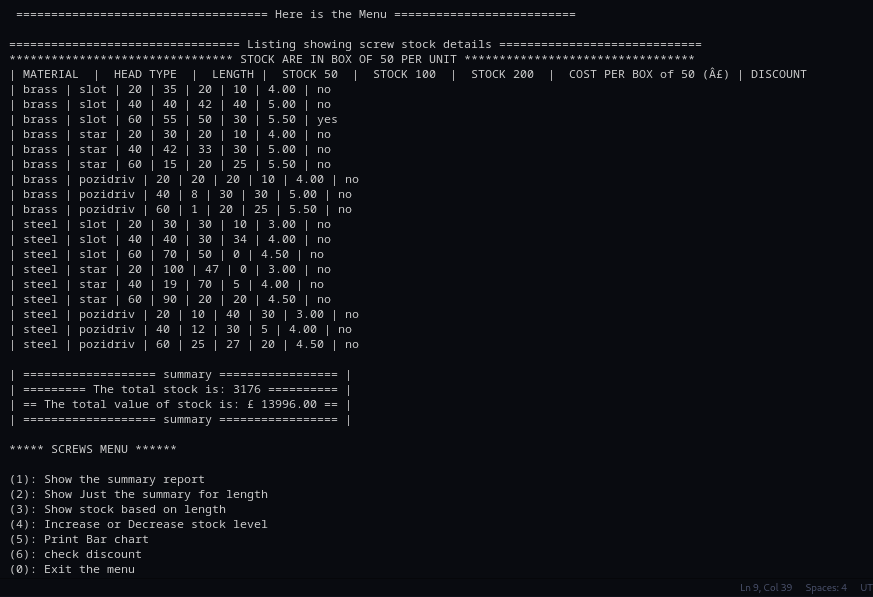 =================================== Here is the Menu ==========================
================================= Listing showing screw stock details =============================
******************************** STOCK ARE IN BOX OF 50 PER UNIT *********************************
| MATERIAL  |  HEAD TYPE  |  LENGTH |  STOCK 50  |  STOCK 100  |  STOCK 200  |  COST PER BOX of 50 (Â£) | DISCOUNT
| brass | slot | 20 | 35 | 20 | 10 | 4.00 | no
| brass | slot | 40 | 40 | 42 | 40 | 5.00 | no
| brass | slot | 60 | 55 | 50 | 30 | 5.50 | yes
| brass | star | 20 | 30 | 20 | 10 | 4.00 | no
| brass | star | 40 | 42 | 33 | 30 | 5.00 | no
| brass | star | 60 | 15 | 20 | 25 | 5.50 | no
| brass | pozidriv | 20 | 20 | 20 | 10 | 4.00 | no
| brass | pozidriv | 40 | 8 | 30 | 30 | 5.00 | no
| brass | pozidriv | 60 | 1 | 20 | 25 | 5.50 | no
| steel | slot | 20 | 30 | 30 | 10 | 3.00 | no
| steel | slot | 40 | 40 | 30 | 34 | 4.00 | no
| steel | slot | 60 | 70 | 50 | 0 | 4.50 | no
| steel | star | 20 | 100 | 47 | 0 | 3.00 | no
| steel | star | 40 | 19 | 70 | 5 | 4.00 | no
| steel | star | 60 | 90 | 20 | 20 | 4.50 | no
| steel | pozidriv | 20 | 10 | 40 | 30 | 3.00 | no
| steel | pozidriv | 40 | 12 | 30 | 5 | 4.00 | no
| steel | pozidriv | 60 | 25 | 27 | 20 | 4.50 | no
| =================== summary ================= |
| ========= The total stock is: 3176 ========== |
| == The total value of stock is: £ 13996.00 == |
| =================== summary ================= |
***** SCREWS MENU ******
(1): Show the summary report
(2): Show Just the summary for length
(3): Show stock based on length
(4): Increase or Decrease stock level
(5): Print Bar chart
(6): check discount
(0): Exit the menu
Ln 9, Col 39 Spaces: 4 UT